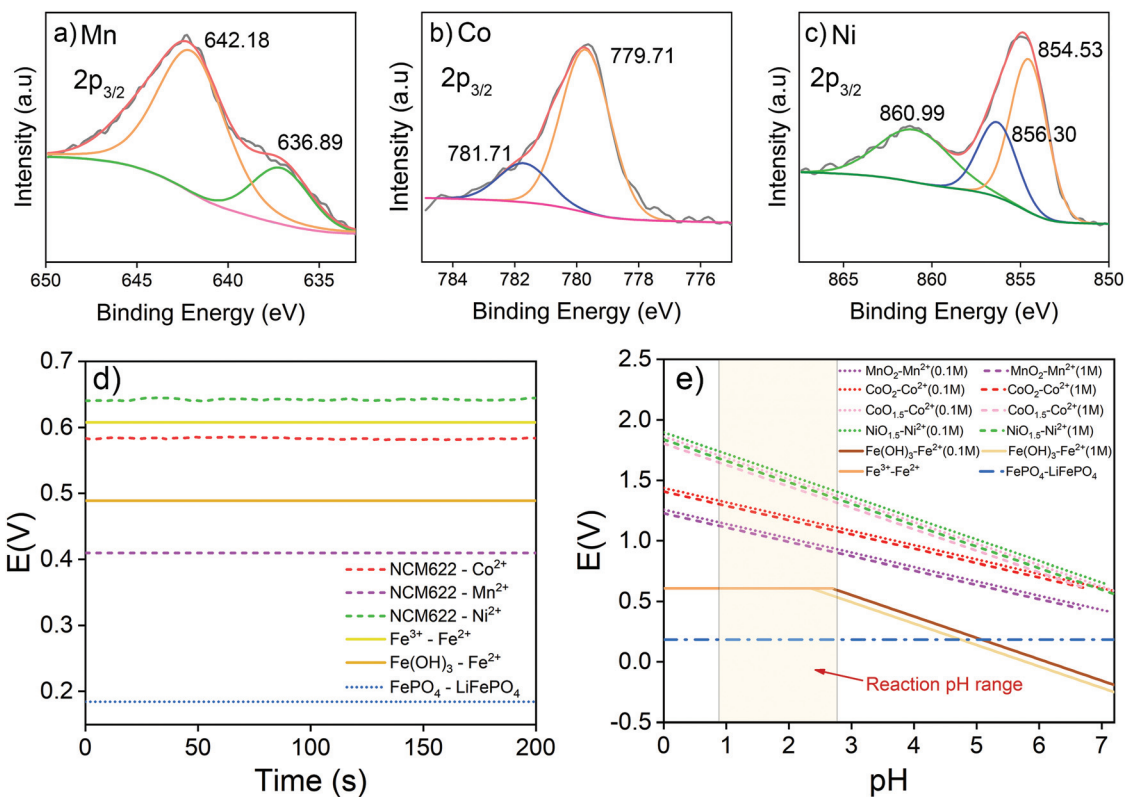 a) Mn
642.18
2p3/2
636.89
Intensity (a.u)
650 645 640 635
Binding Energy (eV)
b) Co
779.71
2p3/2
781.71
Intensity (a.u)
784 782 780 778 776
Binding Energy (eV)
c) Ni
854.53
2p3/2
860.99
856.30
Intensity (a.u)
865 860 855 850
Binding Energy (eV)
d)
E(V)
0.7
0.6
0.5
0.4
0.3
0.2
NCM622 - Co2+
NCM622 - Mn2+
NCM622 - Ni2+
Fe3+ - Fe2+
Fe(OH)3 - Fe2+
FePO4 - LiFePO4
0 50 100 150 200
Time (s)
e)
E(V)
2.5
2.0
1.5
1.0
0.5
0.0
-0.5
MnO2-Mn2+(0.1M) MnO2-Mn2+(1M)
CoO2-Co2+(0.1M) CoO2-Co2+(1M)
CoO1.5-Co2+(0.1M) CoO1.5-Co2+(1M)
NiO1.5-Ni2+(0.1M) NiO1.5-Ni2+(1M)
Fe(OH)3-Fe2+(0.1M) Fe(OH)3-Fe2+(1M)
Fe3+-Fe2+ FePO4-LiFePO4
Reaction pH range
0 1 2 3 4 5 6 7
pH